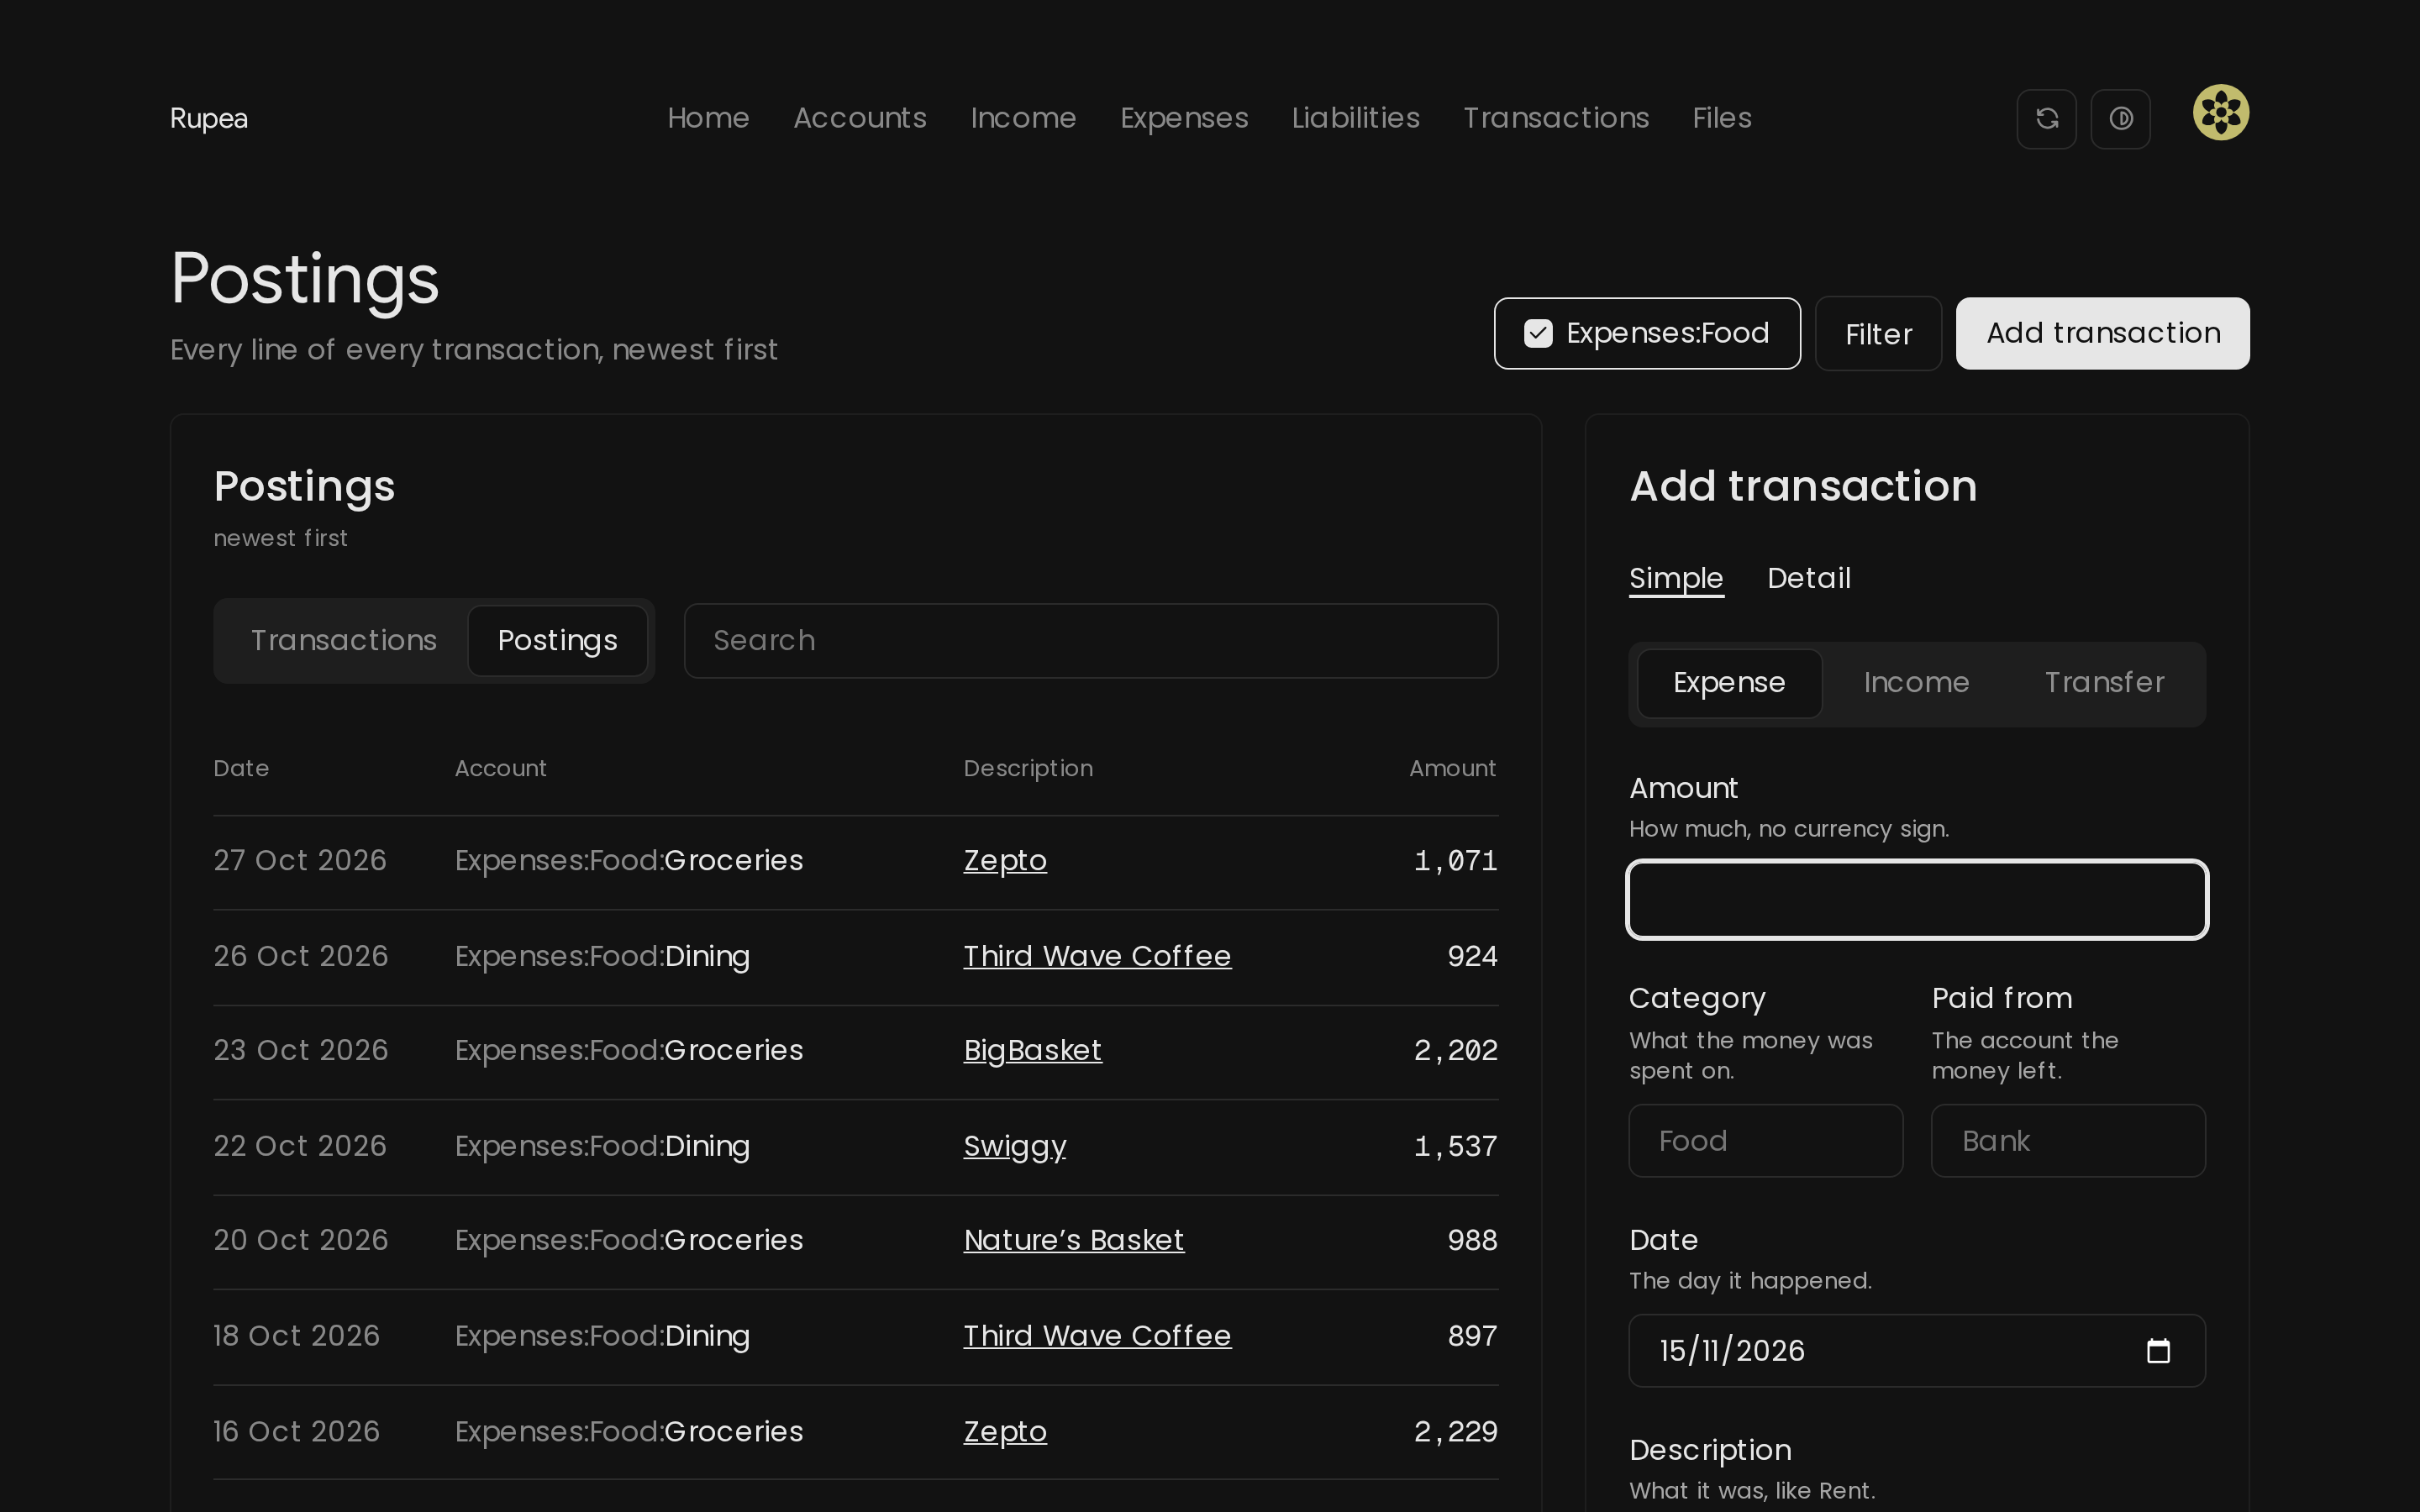 Rupea
Home Accounts Income Expenses Liabilities Transactions Files
Postings
Every line of every transaction, newest first
Expenses:Food Filter Add transaction
Postings
newest first
Transactions Postings Search
Date Account Description Amount
27 Oct 2026 Expenses:Food:Groceries Zepto 1,071
26 Oct 2026 Expenses:Food:Dining Third Wave Coffee 924
23 Oct 2026 Expenses:Food:Groceries BigBasket 2,202
22 Oct 2026 Expenses:Food:Dining Swiggy 1,537
20 Oct 2026 Expenses:Food:Groceries Nature’s Basket 988
18 Oct 2026 Expenses:Food:Dining Third Wave Coffee 897
16 Oct 2026 Expenses:Food:Groceries Zepto 2,229
Add transaction
Simple Detail
Expense Income Transfer
Amount
How much, no currency sign.
Category
What the money was
spent on.
Food
Paid from
The account the
money left.
Bank
Date
The day it happened.
15/11/2026
Description
What it was, like Rent.